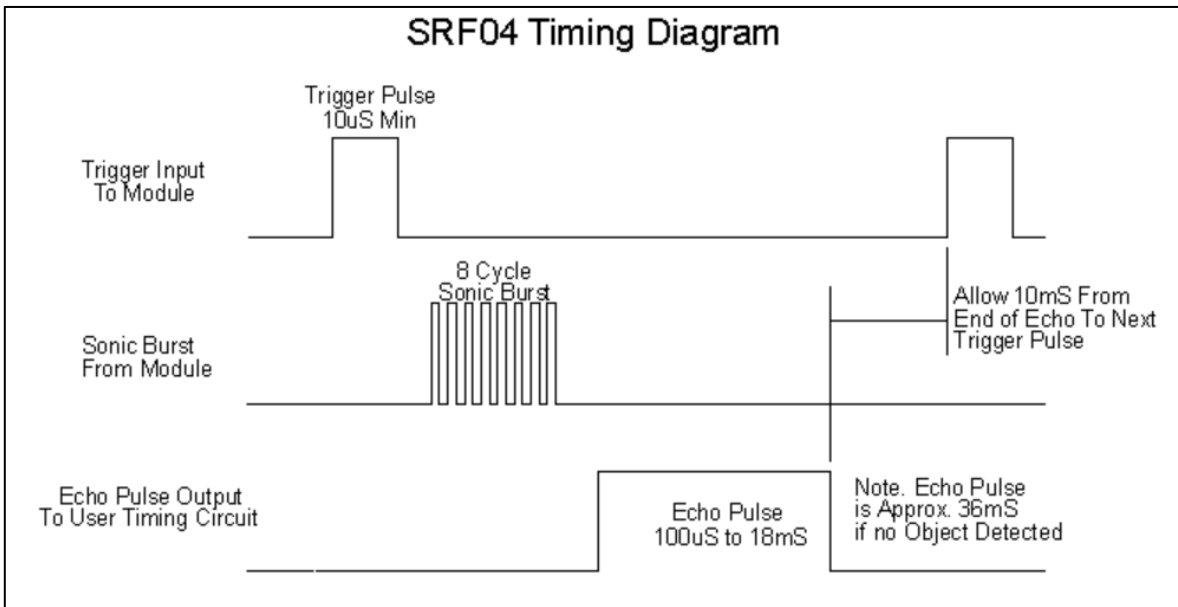 SRF04 Timing Diagram
Trigger Pulse
10uS Min
Trigger Input
To Module
8 Cycle
Sonic Burst
Allow 10mS From
End of Echo To Next
Trigger Pulse
Sonic Burst
From Module
Echo Pulse Output
To User Timing Circuit
Echo Pulse
100uS to 18mS
Note. Echo Pulse
is Approx. 36mS
if no Object Detected